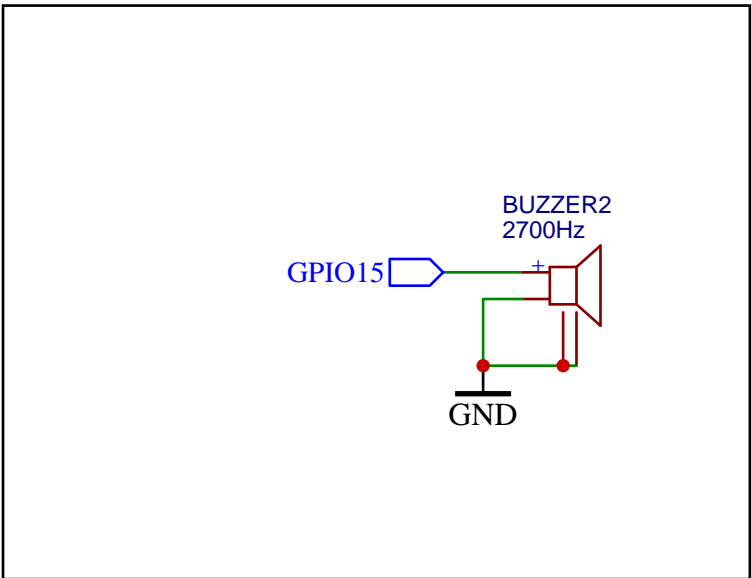 BUZZER2
2700Hz
+
GPIO15
GND